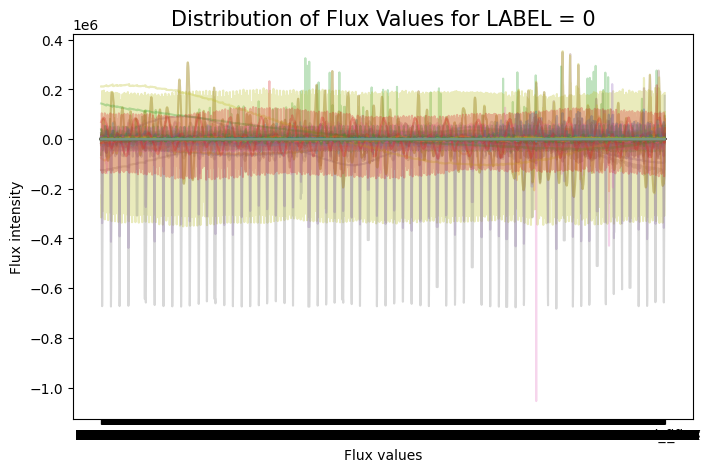 Distribution of Flux Values for LABEL = 0
1e6
0.4
0.2
0.0
−0.2
−0.4
−0.6
−0.8
−1.0
Flux intensity
Flux values